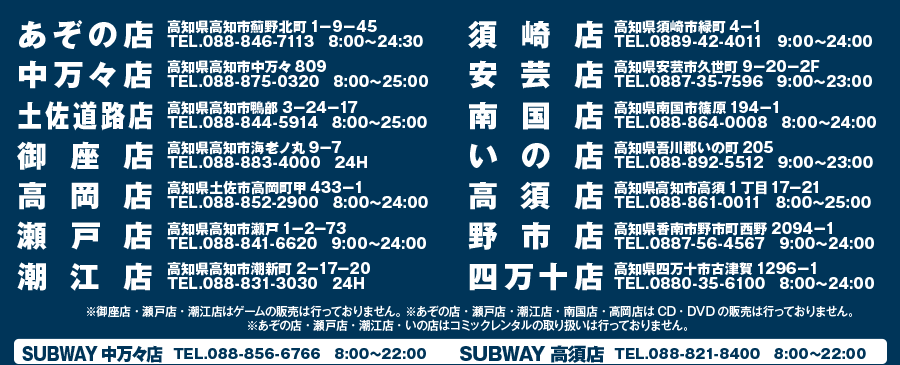 あぞの店 高知県高知市薊野北町 1−9−45
TEL.088-846-7113 8:00〜24:30
中万々店 高知県高知市中万々 809
TEL.088-875-0320 8:00〜25:00
土佐道路店 高知県高知市鴨部 3−24−17
TEL.088-844-5914 8:00〜25:00
御座店 高知県高知市海老ノ丸 9−7
TEL.088-883-4000 24H
高岡店 高知県土佐市高岡町甲 433−1
TEL.088-852-2900 8:00〜24:00
瀬戸店 高知県高知市瀬戸 1−2−73
TEL.088-841-6620 9:00〜24:00
潮江店 高知県高知市潮新町 2−17−20
TEL.088-831-3030 24H
須崎店 高知県須崎市緑町 4−1
TEL.0889-42-4011 9:00〜24:00
安芸店 高知県安芸市久世町 9−20−2F
TEL.0887-35-7596 9:00〜23:00
南国店 高知県南国市篠原 194−1
TEL.088-864-0008 8:00〜24:00
いの店 高知県吾川郡いの町 205
TEL.088-892-5512 9:00〜23:00
高須店 高知県高知市高須 1 丁目 17−21
TEL.088-861-0011 8:00〜25:00
野市店 高知県香南市野市町西野 2094−1
TEL.0887-56-4567 9:00〜24:00
四万十店 高知県四万十市古津賀 1296−1
TEL.0880-35-6100 8:00〜24:00
※御座店・瀬戸店・潮江店はゲームの販売は行っておりません。※あぞの店・瀬戸店・潮江店・南国店・高岡店は CD・DVD の販売は行っておりません。
※あぞの店・瀬戸店・潮江店・いの店はコミックレンタルの取り扱いは行っておりません。
SUBWAY 中万々店 TEL.088-856-6766 8:00〜22:00
SUBWAY 高須店 TEL.088-821-8400 8:00〜22:00